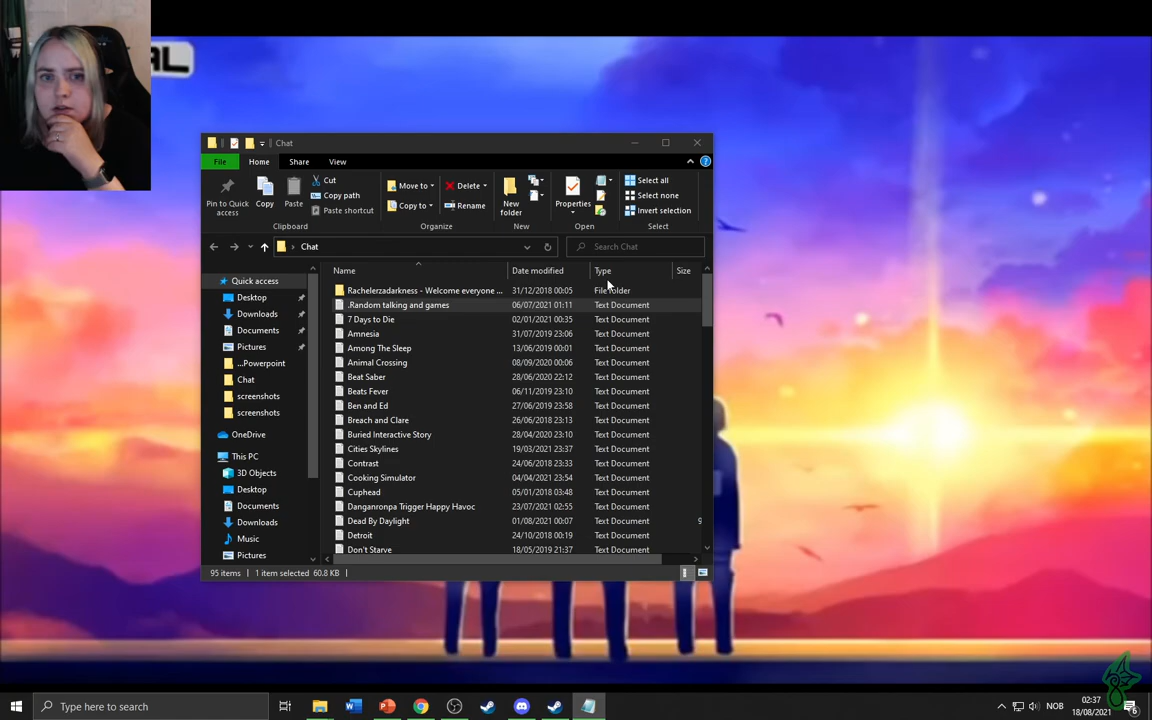 AL
Chat
File Home Share View
Pin to Quick access
Copy
Paste
Cut
Copy path
Paste shortcut
Move to
Copy to
Delete
Rename
New folder
Properties
Select all
Select none
Invert selection
Clipboard Organize New Open Select
Chat
Search Chat
Name Date modified Type Size
Quick access
Desktop
Downloads
Documents
Pictures
...Powerpoint
Chat
screenshots
screenshots
OneDrive
This PC
3D Objects
Desktop
Documents
Downloads
Music
Pictures
Rachelerzadarkness - Welcome everyone ... 31/12/2018 00:05 File folder
.Random talking and games 06/07/2021 01:11 Text Document
7 Days to Die 02/01/2021 00:35 Text Document
Amnesia 31/07/2019 23:06 Text Document
Among The Sleep 13/06/2019 00:01 Text Document
Animal Crossing 08/09/2020 00:06 Text Document
Beat Saber 28/06/2020 22:12 Text Document
Beats Fever 06/11/2019 23:10 Text Document
Ben and Ed 27/06/2019 23:58 Text Document
Breach and Clare 26/06/2018 23:13 Text Document
Buried Interactive Story 28/04/2020 23:10 Text Document
Cities Skylines 19/03/2021 23:37 Text Document
Contrast 24/06/2018 23:33 Text Document
Cooking Simulator 04/04/2021 23:54 Text Document
Cuphead 05/01/2018 03:48 Text Document
Danganronpa Trigger Happy Havoc 23/07/2021 02:55 Text Document
Dead By Daylight 01/08/2021 00:07 Text Document 9
Detroit 24/10/2018 00:19 Text Document
Don't Starve 18/05/2019 21:37 Text Document
95 items 1 item selected 60.8 KB
Type here to search
NOB
02:37
18/08/2021
6